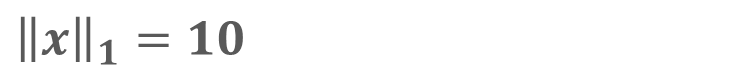 ‖x‖₁ = 10